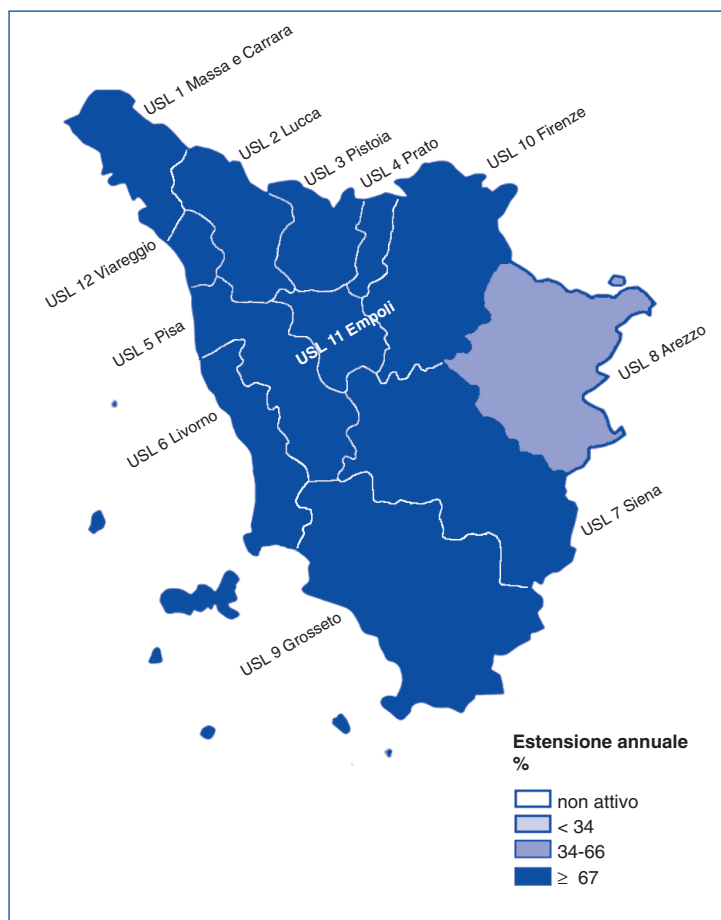 USL 1 Massa e Carrara
USL 2 Lucca
USL 3 Pistoia
USL 4 Prato
USL 10 Firenze
USL 12 Viareggio
USL 11 Empoli
USL 5 Pisa
USL 8 Arezzo
USL 6 Livorno
USL 7 Siena
USL 9 Grosseto
Estensione annuale
%
non attivo
< 34
34-66
≥ 67